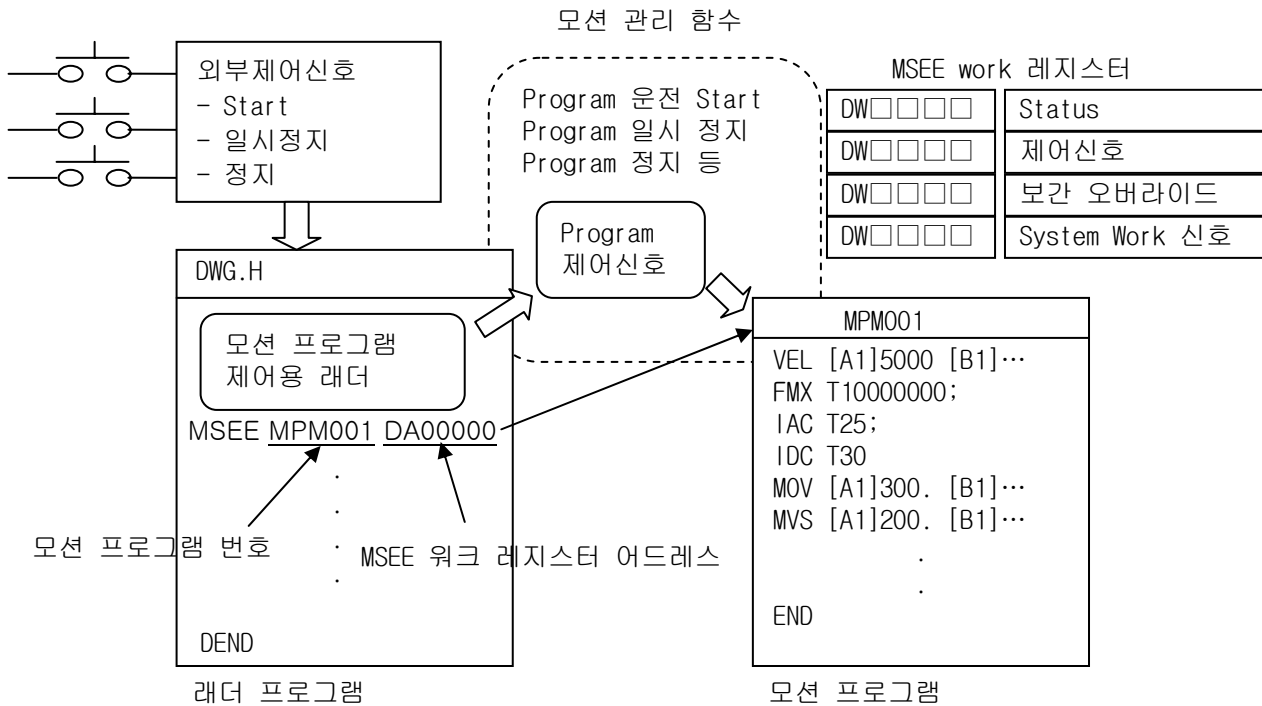 모션 관리 함수
외부제어신호
- Start
- 일시정지
- 정지
Program 운전 Start
Program 일시 정지
Program 정지 등
Program
제어신호
MSEE work 레지스터
DW□□□□ Status
DW□□□□ 제어신호
DW□□□□ 보간 오버라이드
DW□□□□ System Work 신호
DWG.H
모션 프로그램
제어용 래더
MSEE MPM001 DA00000
.
.
.
.
모션 프로그램 번호
MSEE 워크 레지스터 어드레스
DEND
래더 프로그램
MPM001
VEL [A1]5000 [B1]…
FMX T10000000;
IAC T25;
IDC T30
MOV [A1]300. [B1]…
MVS [A1]200. [B1]…
.
.
END
모션 프로그램